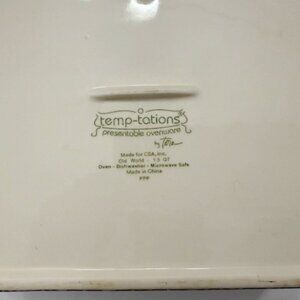 temp-tations®
presentable ovenware
by Tara
Made for CSA, Inc.
Old World - 1.5 QT
Oven - Dishwasher - Microwave Safe
Made in China